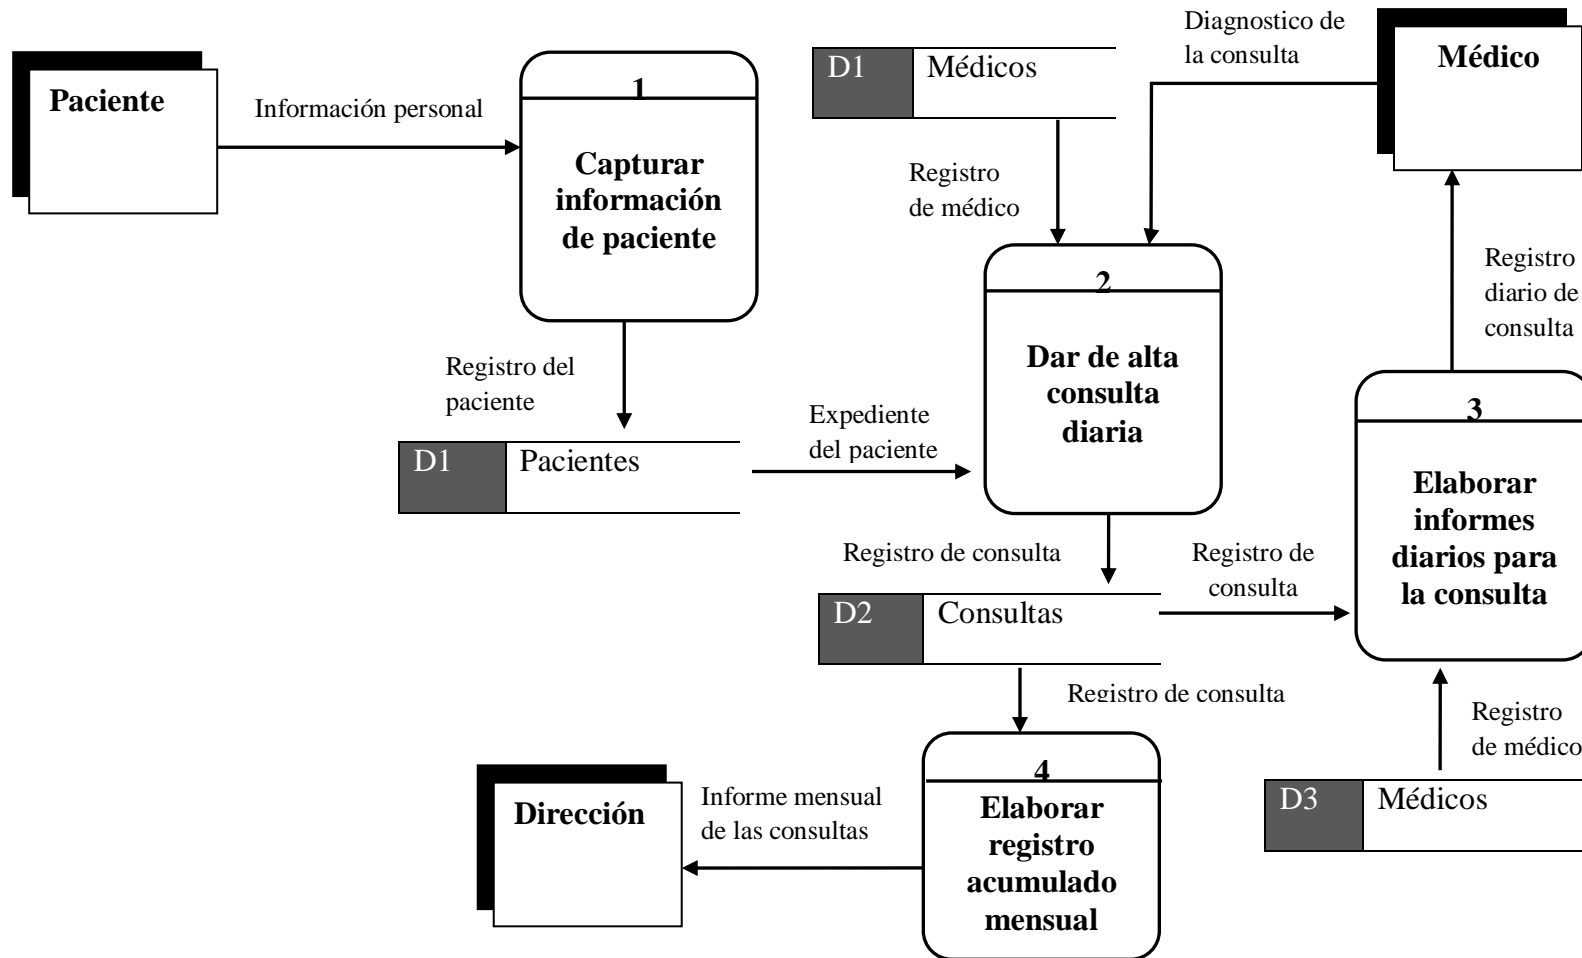 Paciente
Información personal
1
Capturar
información
de paciente
D1 Médicos
Diagnostico de
la consulta
Médico
Registro
de médico
2
Dar de alta
consulta
diaria
Registro
diario de
consulta
Registro del
paciente
D1 Pacientes
Expediente
del paciente
3
Elaborar
informes
diarios para
la consulta
Registro de consulta
Registro de
consulta
D2 Consultas
Registro de consulta
Registro
de médico
D3 Médicos
4
Elaborar
registro
acumulado
mensual
Informe mensual
de las consultas
Dirección